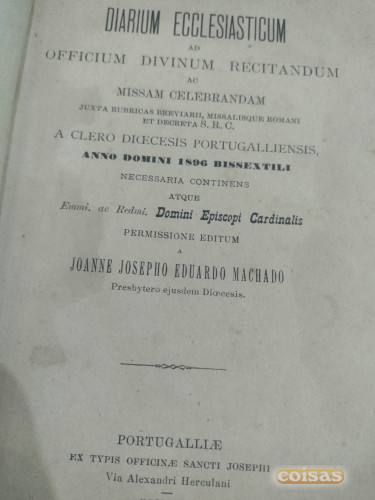 DIARIUM ECCLESIASTICUM
AD
OFFICIUM DIVINUM RECITANDUM
AC
MISSAM CELEBRANDAM
JUXTA RUBRICAS BREVIARII, MISSALISQUE ROMANI
ET DECRETA S. R. C.
A CLERO DIŒCESIS PORTUGALLIENSIS,
ANNO DOMINI 1896 BISSEXTILI
NECESSARIA CONTINENS
ATQUE
Emmi. ac Redmi. Domini Episcopi Cardinalis
PERMISSIONE EDITUM
A
JOANNE JOSEPHO EDUARDO MACHADO
Presbytero ejusdem Diœcesis.
PORTUGALLIÆ
EX TYPIS OFFICINÆ SANCTI JOSEPHI
Via Alexandri Herculani
coisas